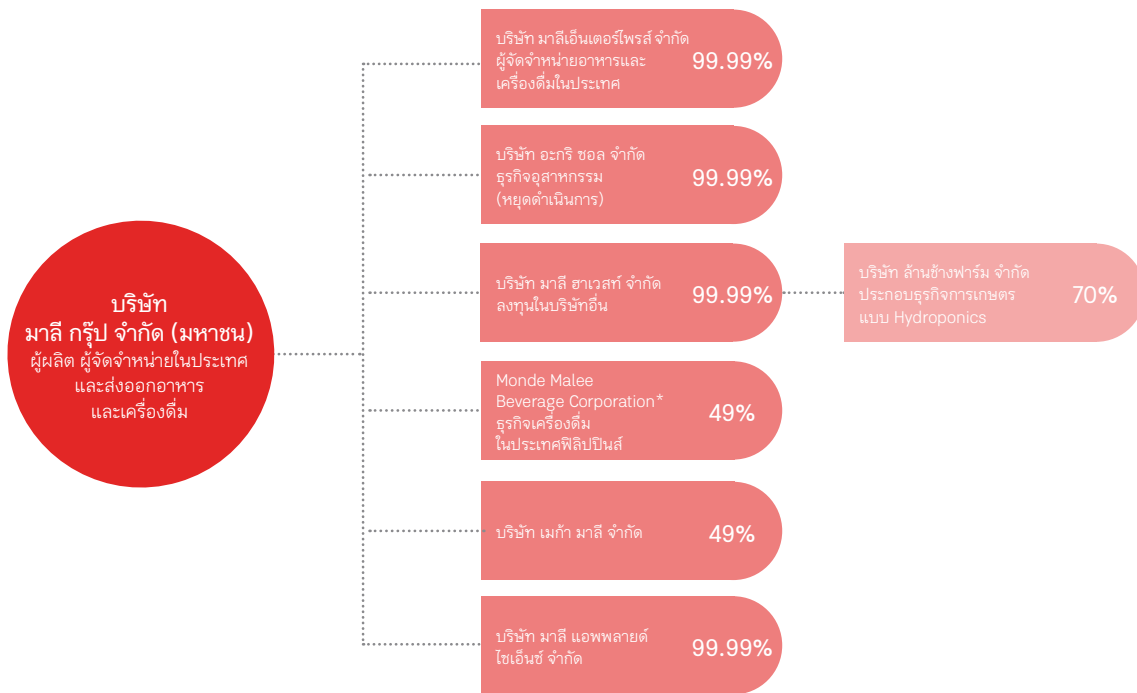 บริษัท
มาลี กรุ๊ป จำกัด (มหาชน)
ผู้ผลิต ผู้จัดจำหน่ายในประเทศ
และส่งออกอาหาร
และเครื่องดื่ม
บริษัท มาลีเอ็นเตอร์ไพรส์ จำกัด
ผู้จัดจำหน่ายอาหารและ
เครื่องดื่มในประเทศ
99.99%
บริษัท อะกริ ซอล จำกัด
ธุรกิจอุสาหกรรม
(หยุดดำเนินการ)
99.99%
บริษัท มาลี ฮาเวสท์ จำกัด
ลงทุนในบริษัทอื่น
99.99%
บริษัท ล้านช้างฟาร์ม จำกัด
ประกอบธุรกิจการเกษตร
แบบ Hydroponics
70%
Monde Malee
Beverage Corporation*
ธุรกิจเครื่องดื่ม
ในประเทศฟิลิปปินส์
49%
บริษัท เมก้า มาลี จำกัด
49%
บริษัท มาลี แอพพลายด์
ไซเอ็นซ์ จำกัด
99.99%